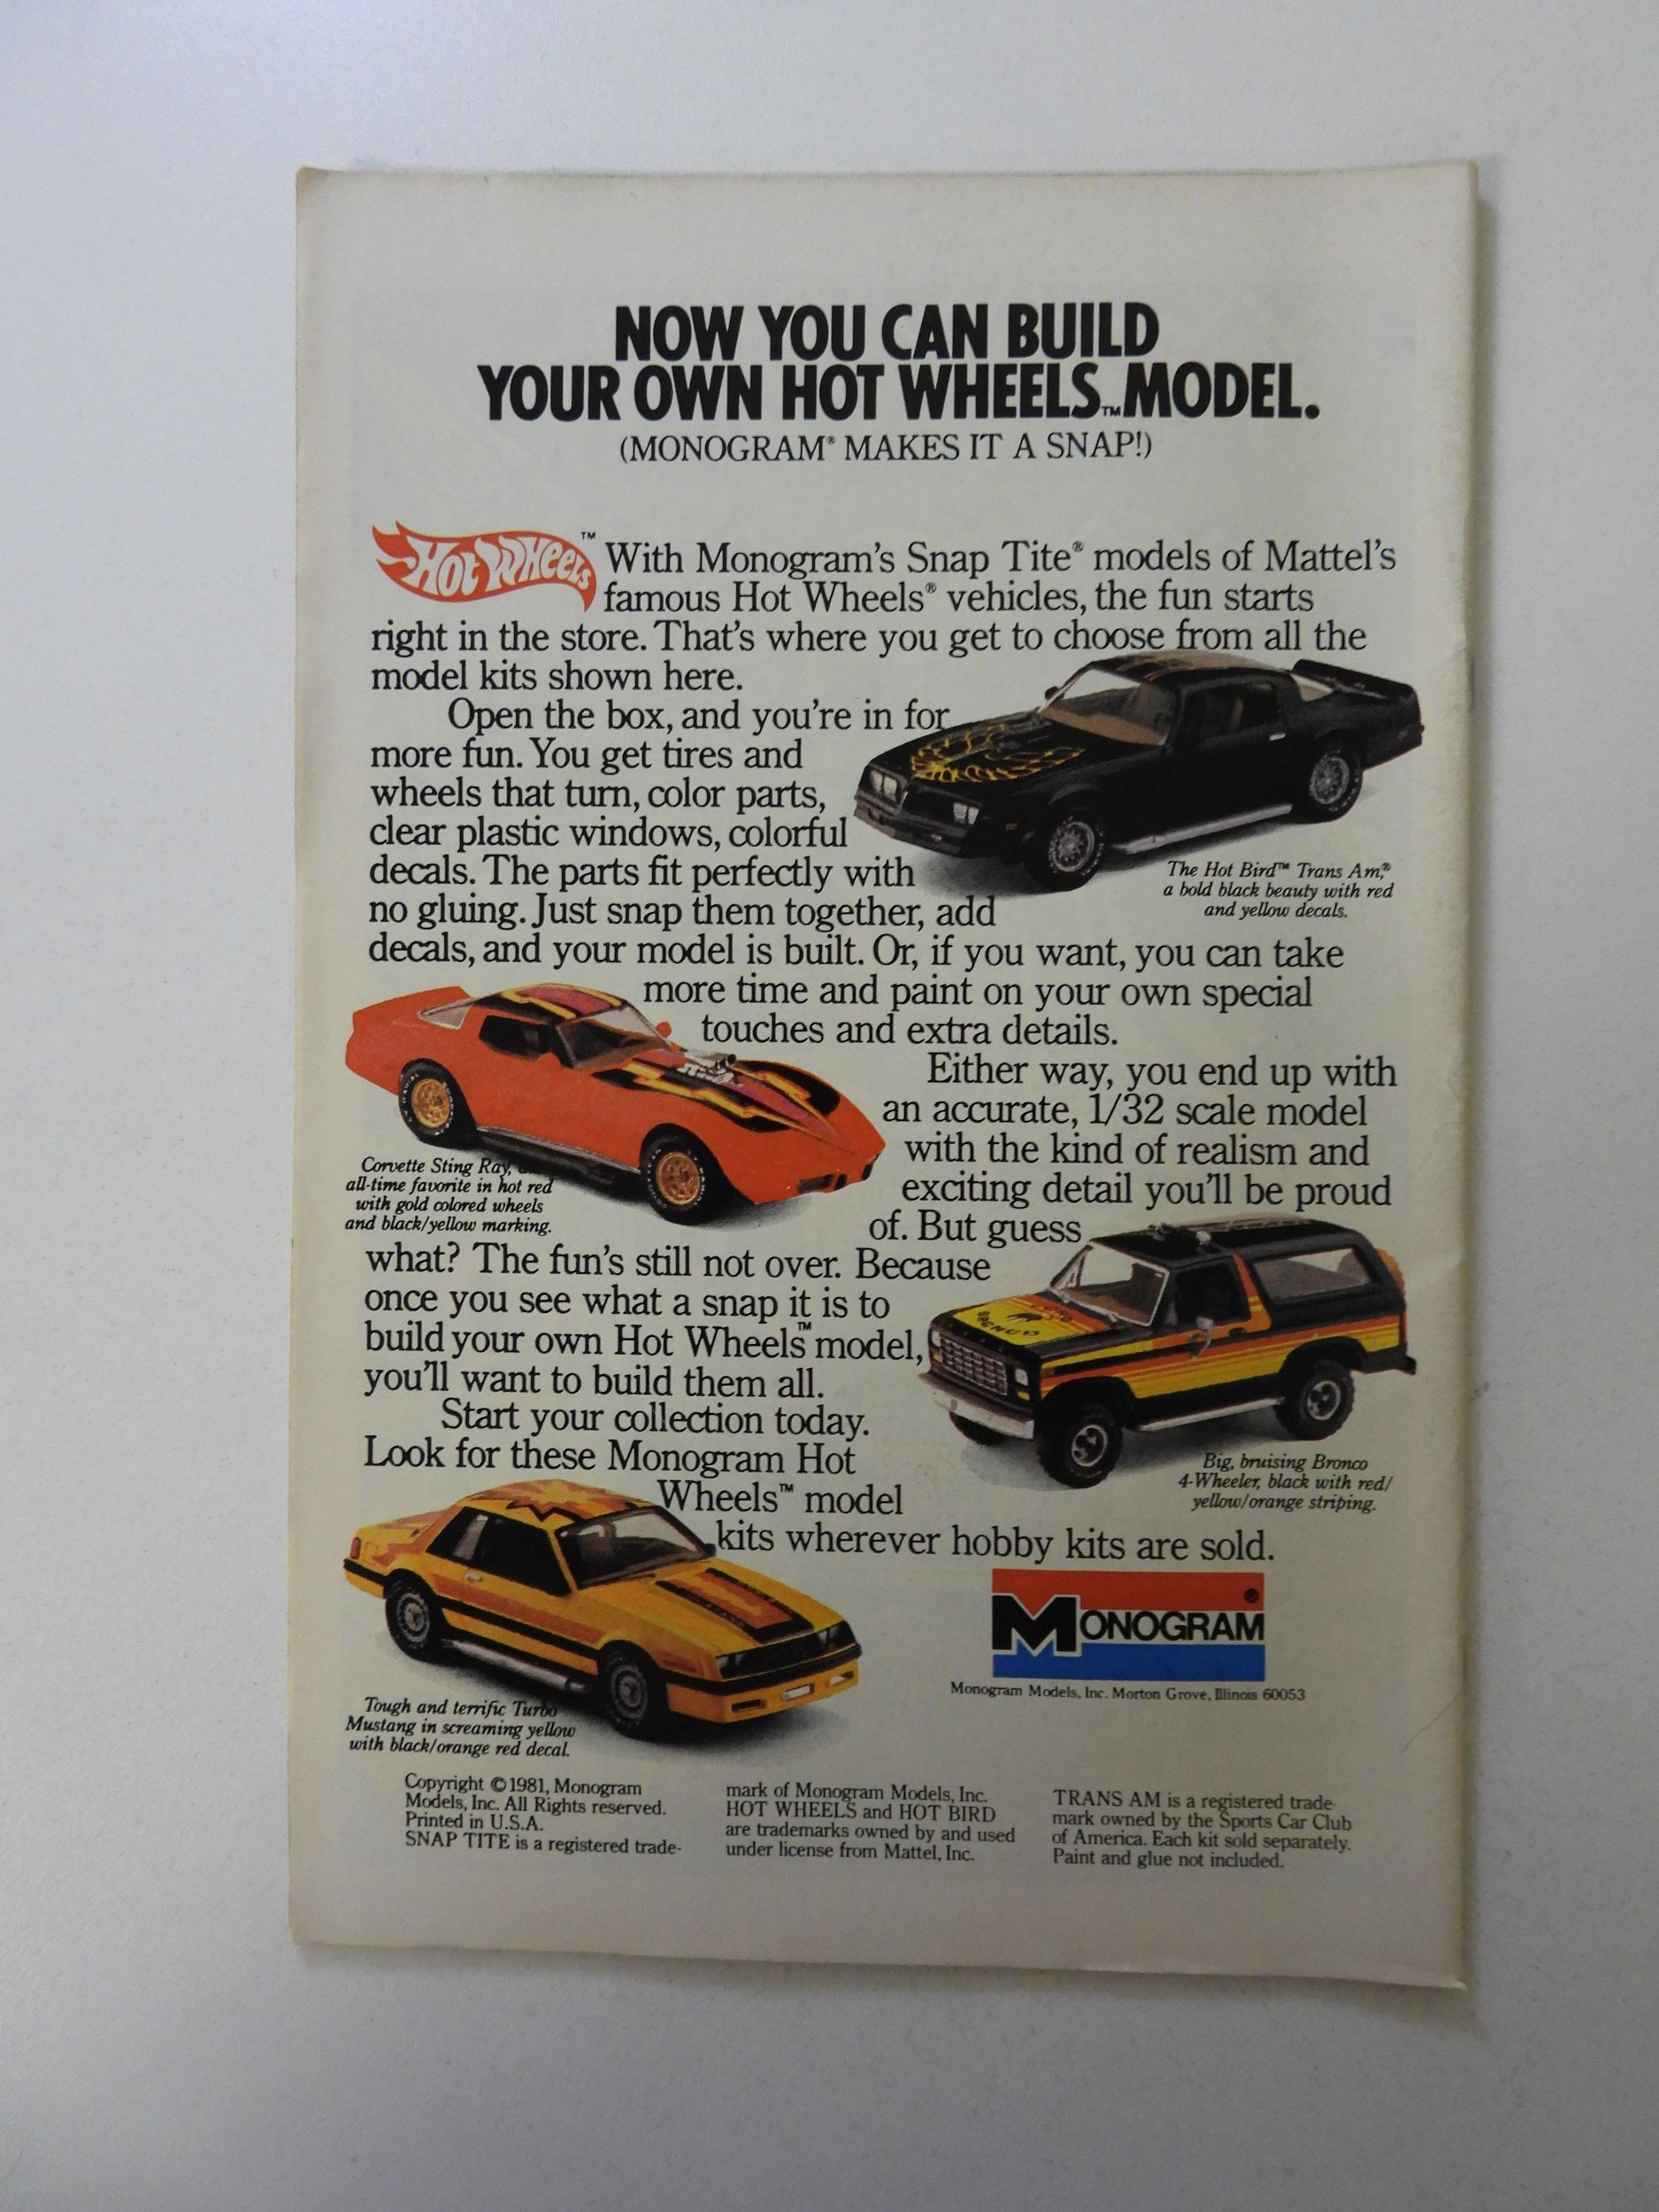 NOW YOU CAN BUILD
YOUR OWN HOT WHEELS™ MODEL.
(MONOGRAM® MAKES IT A SNAP!)
Hot Wheels™
With Monogram's Snap Tite® models of Mattel's
famous Hot Wheels® vehicles, the fun starts
right in the store. That's where you get to choose from all the
model kits shown here.
Open the box, and you're in for
more fun. You get tires and
wheels that turn, color parts,
clear plastic windows, colorful
decals. The parts fit perfectly with
no gluing. Just snap them together, add
decals, and your model is built. Or, if you want, you can take
more time and paint on your own special
touches and extra details.
The Hot Bird™ Trans Am,®
a bold black beauty with red
and yellow decals.
Either way, you end up with
an accurate, 1/32 scale model
with the kind of realism and
exciting detail you'll be proud
of. But guess
what? The fun's still not over. Because
once you see what a snap it is to
build your own Hot Wheels™ model,
you'll want to build them all.
Corvette Sting Ray,
all-time favorite in hot red
with gold colored wheels
and black/yellow marking.
BRONCO
Start your collection today.
Look for these Monogram Hot
Wheels™ model
kits wherever hobby kits are sold.
Big, bruising Bronco
4-Wheeler, black with red/
yellow/orange striping.
MONOGRAM®
Monogram Models, Inc. Morton Grove, Illinois 60053
Tough and terrific Turbo
Mustang in screaming yellow
with black/orange red decal.
Copyright ©1981, Monogram
Models, Inc. All Rights reserved.
Printed in U.S.A.
SNAP TITE is a registered trade-
mark of Monogram Models, Inc.
HOT WHEELS and HOT BIRD
are trademarks owned by and used
under license from Mattel, Inc.
TRANS AM is a registered trade
mark owned by the Sports Car Club
of America. Each kit sold separately.
Paint and glue not included.